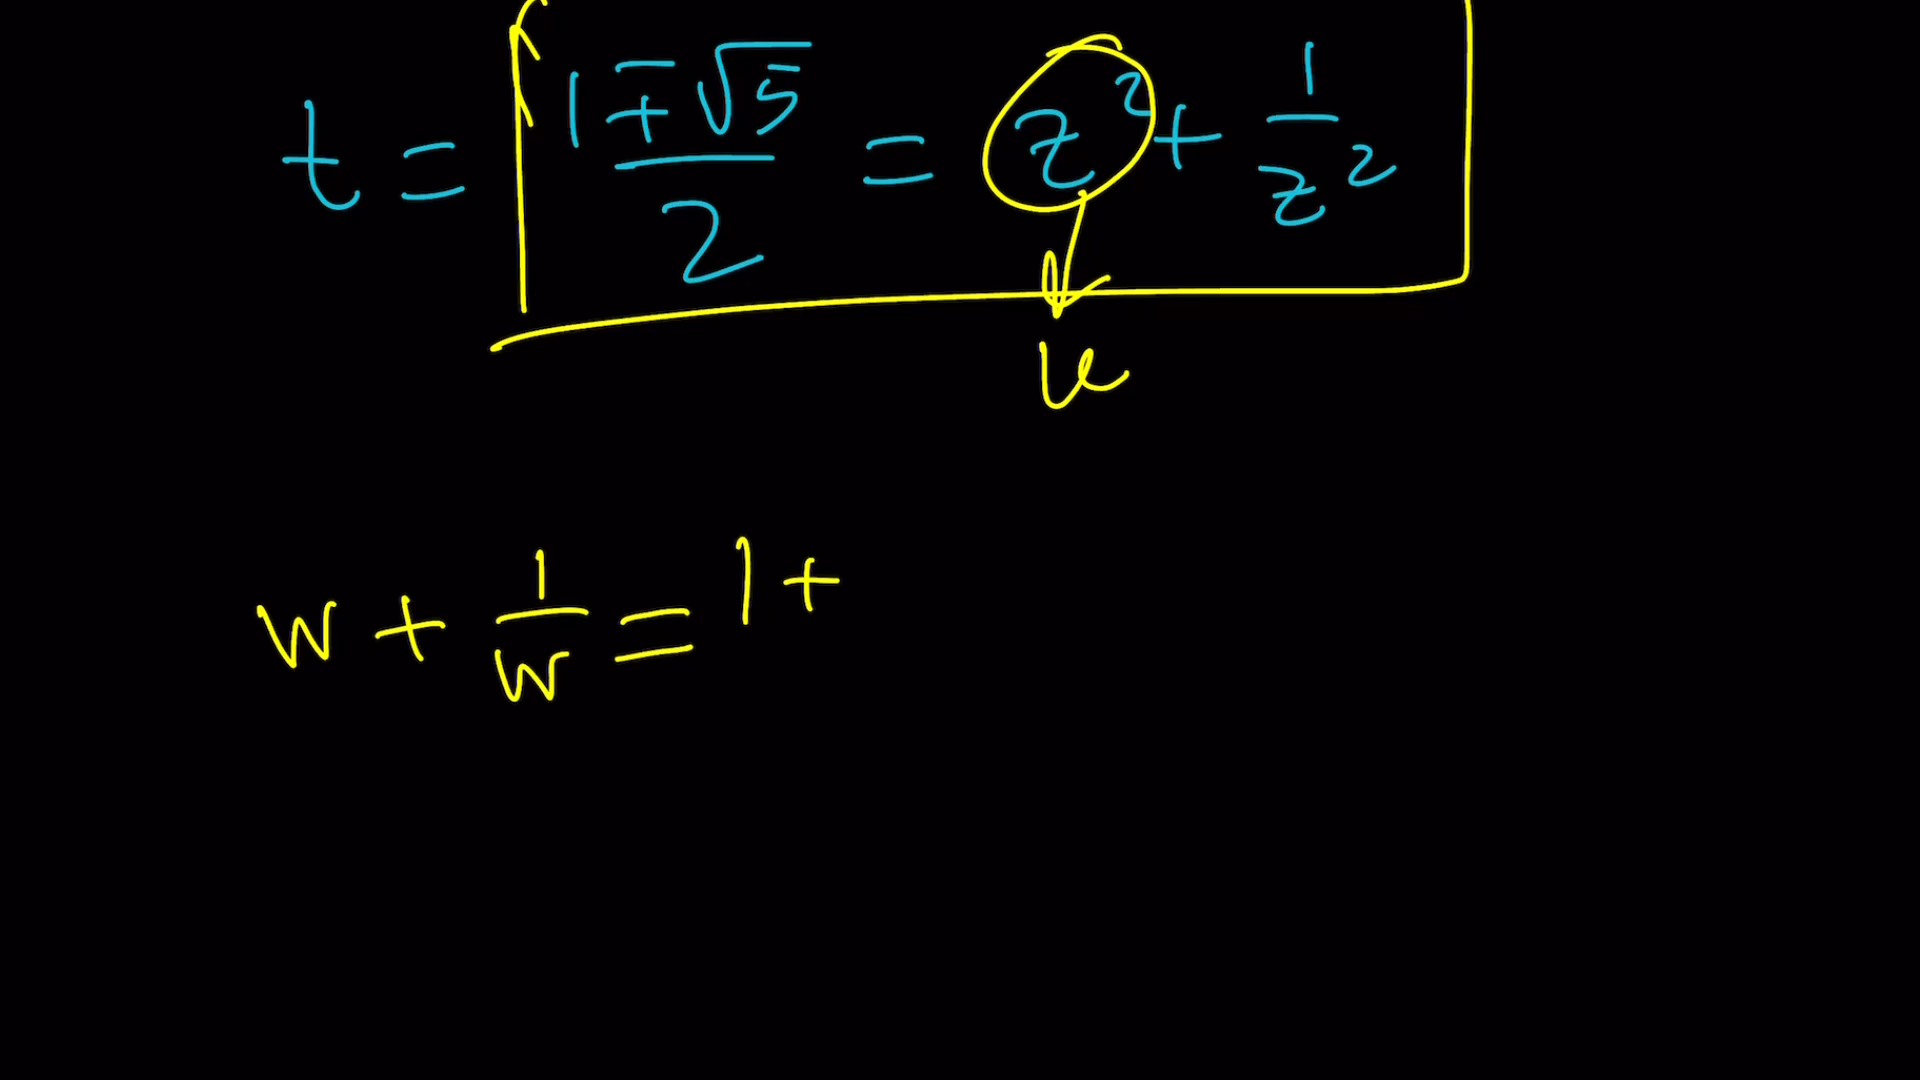 t = 1∓√5/2 = z² + 1/z²
u
w + 1/w = 1+